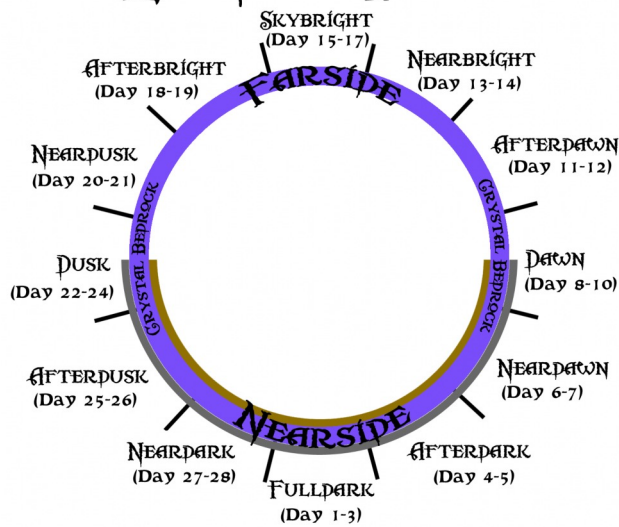 Skybright
(Day 15-17)
Nearbright
(Day 13-14)
Afterbright
(Day 18-19)
Farside
Afterdawn
(Day 11-12)
Neardusk
(Day 20-21)
Crystal Bedrock
Crystal Bedrock
Dusk
(Day 22-24)
Dawn
(Day 8-10)
Neardawn
(Day 6-7)
Afterdusk
(Day 25-26)
Nearside
Neardark
(Day 27-28)
Afterdark
(Day 4-5)
Fulldark
(Day 1-3)